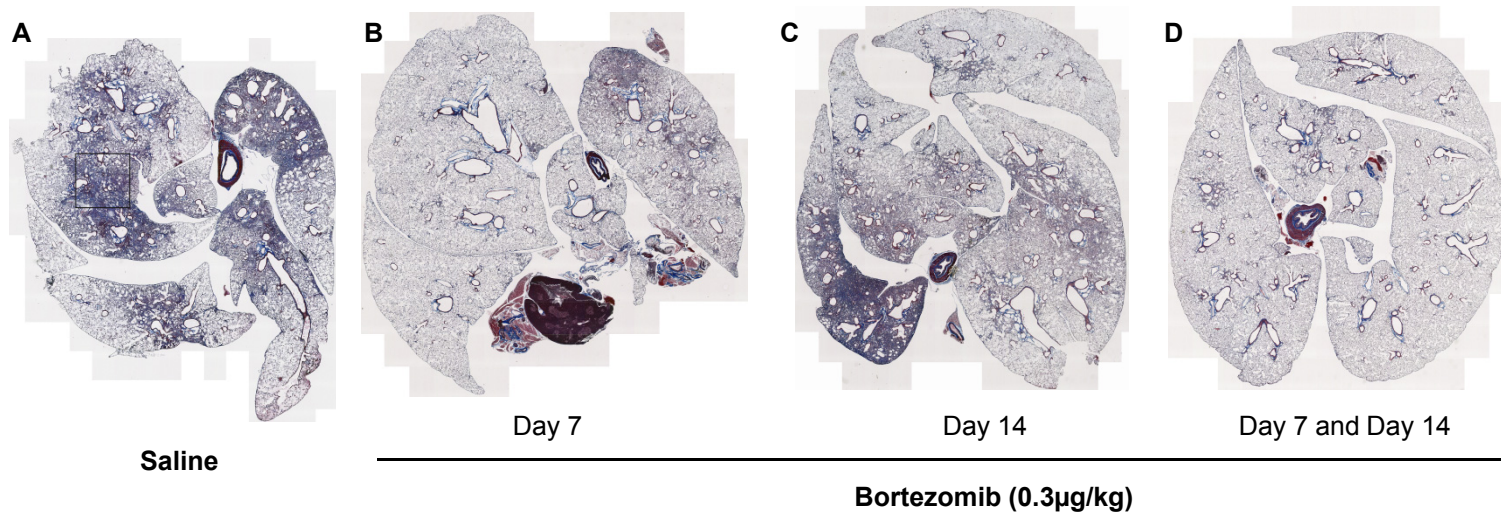 A
B
C
D
Day 7
Day 14
Day 7 and Day 14
Saline
Bortezomib (0.3µg/kg)